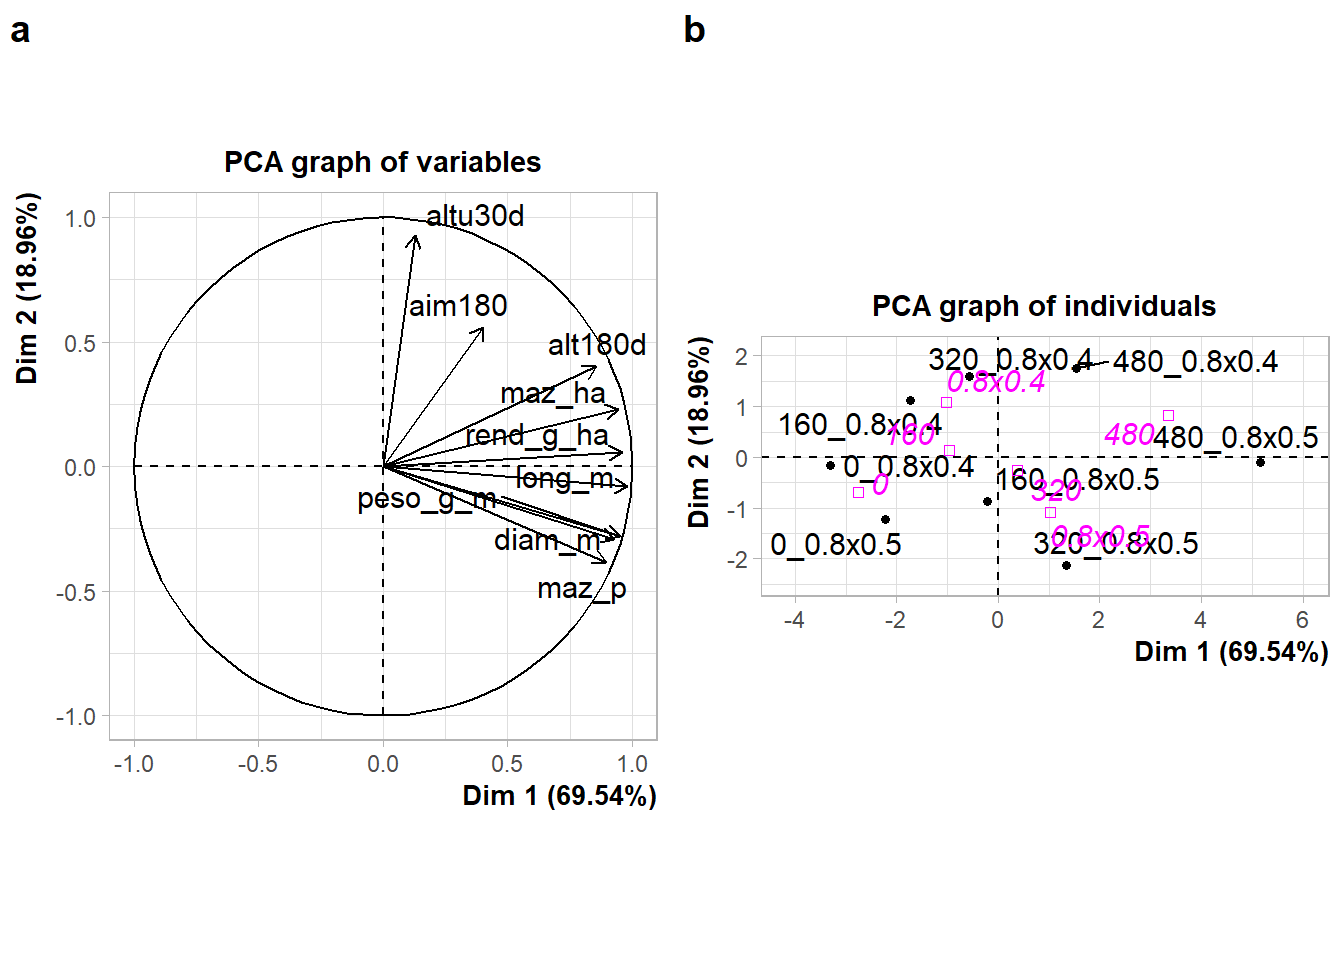 a
PCA graph of variables
Dim 2 (18.96%)
1.0
0.5
0.0
-0.5
-1.0
altu30d
aim180
alt180d
maz_ha
rend_g_ha
long_m
peso_g_m
diam_m
maz_p
-1.0
-0.5
0.0
0.5
1.0
Dim 1 (69.54%)
b
PCA graph of individuals
Dim 2 (18.96%)
2
1
0
-1
-2
320_0.8x0.4
480_0.8x0.4
0.8x0.4
160_0.8x0.4
160
480
480_0.8x0.5
0_0.8x0.4
0
160_0.8x0.5
320
0_0.8x0.5
0.8x0.5
320_0.8x0.5
-4
-2
0
2
4
6
Dim 1 (69.54%)